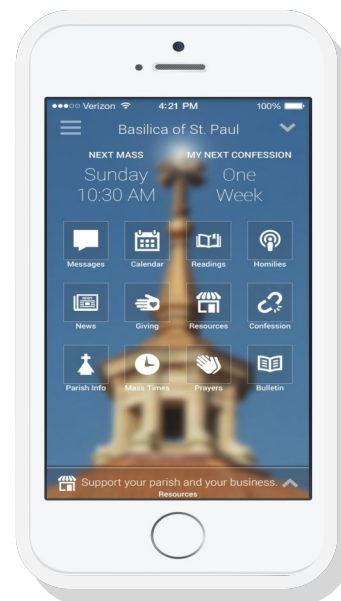 Verizon 4:21 PM 100%
Basilica of St. Paul
NEXT MASS MY NEXT CONFESSION
Sunday One
10:30 AM Week
Messages Calendar Readings Homilies
News Giving Resources Confession
Parish Info Mass Times Prayers Bulletin
Support your parish and your business.
Resources